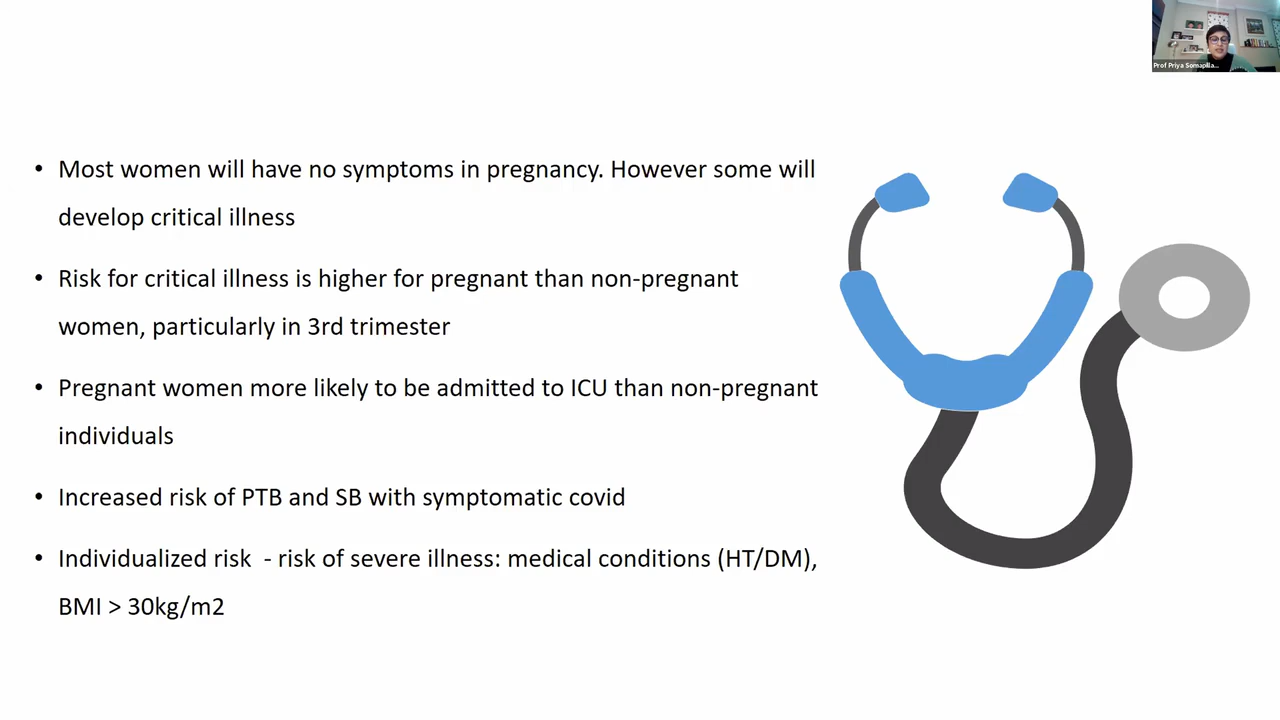 Prof Priya Somapilla...
• Most women will have no symptoms in pregnancy. However some will
develop critical illness
• Risk for critical illness is higher for pregnant than non-pregnant
women, particularly in 3rd trimester
• Pregnant women more likely to be admitted to ICU than non-pregnant
individuals
• Increased risk of PTB and SB with symptomatic covid
• Individualized risk  - risk of severe illness: medical conditions (HT/DM),
BMI > 30kg/m2